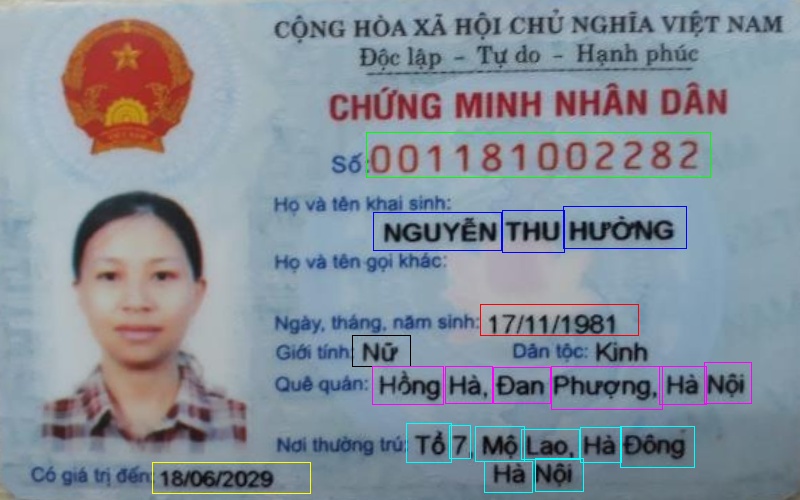 CỘNG HÒA XÃ HỘI CHỦ NGHĨA VIỆT NAM
Độc lập - Tự do - Hạnh phúc
CHỨNG MINH NHÂN DÂN
Số: 001181002282
Họ và tên khai sinh:
NGUYỄN THU HƯỜNG
Họ và tên gọi khác:
Ngày, tháng, năm sinh: 17/11/1981
Giới tính: Nữ Dân tộc: Kinh
Quê quán: Hồng Hà, Đan Phượng, Hà Nội
Nơi thường trú: Tổ 7, Mộ Lao, Hà Đông
Hà Nội
Có giá trị đến: 18/06/2029